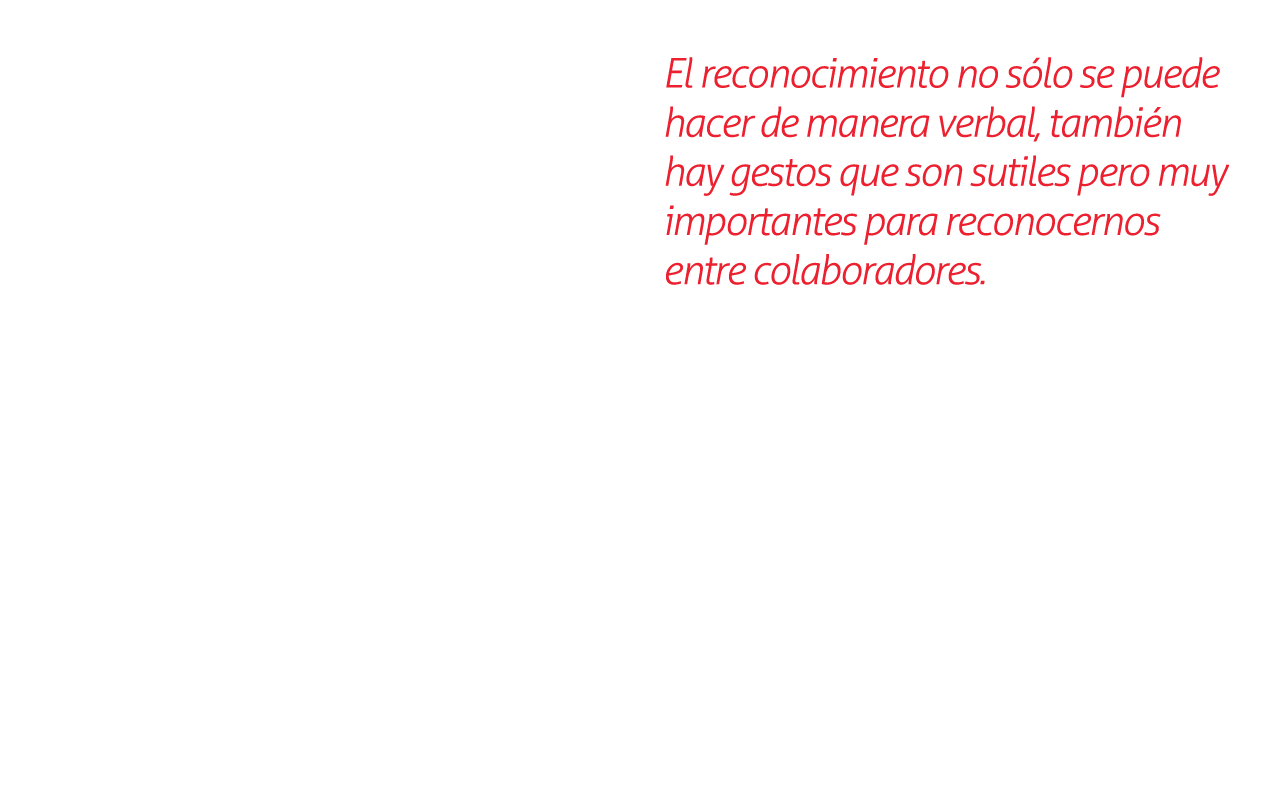 El reconocimiento no sólo se puede
hacer de manera verbal, también
hay gestos que son sutiles pero muy
importantes para reconocernos
entre colaboradores.